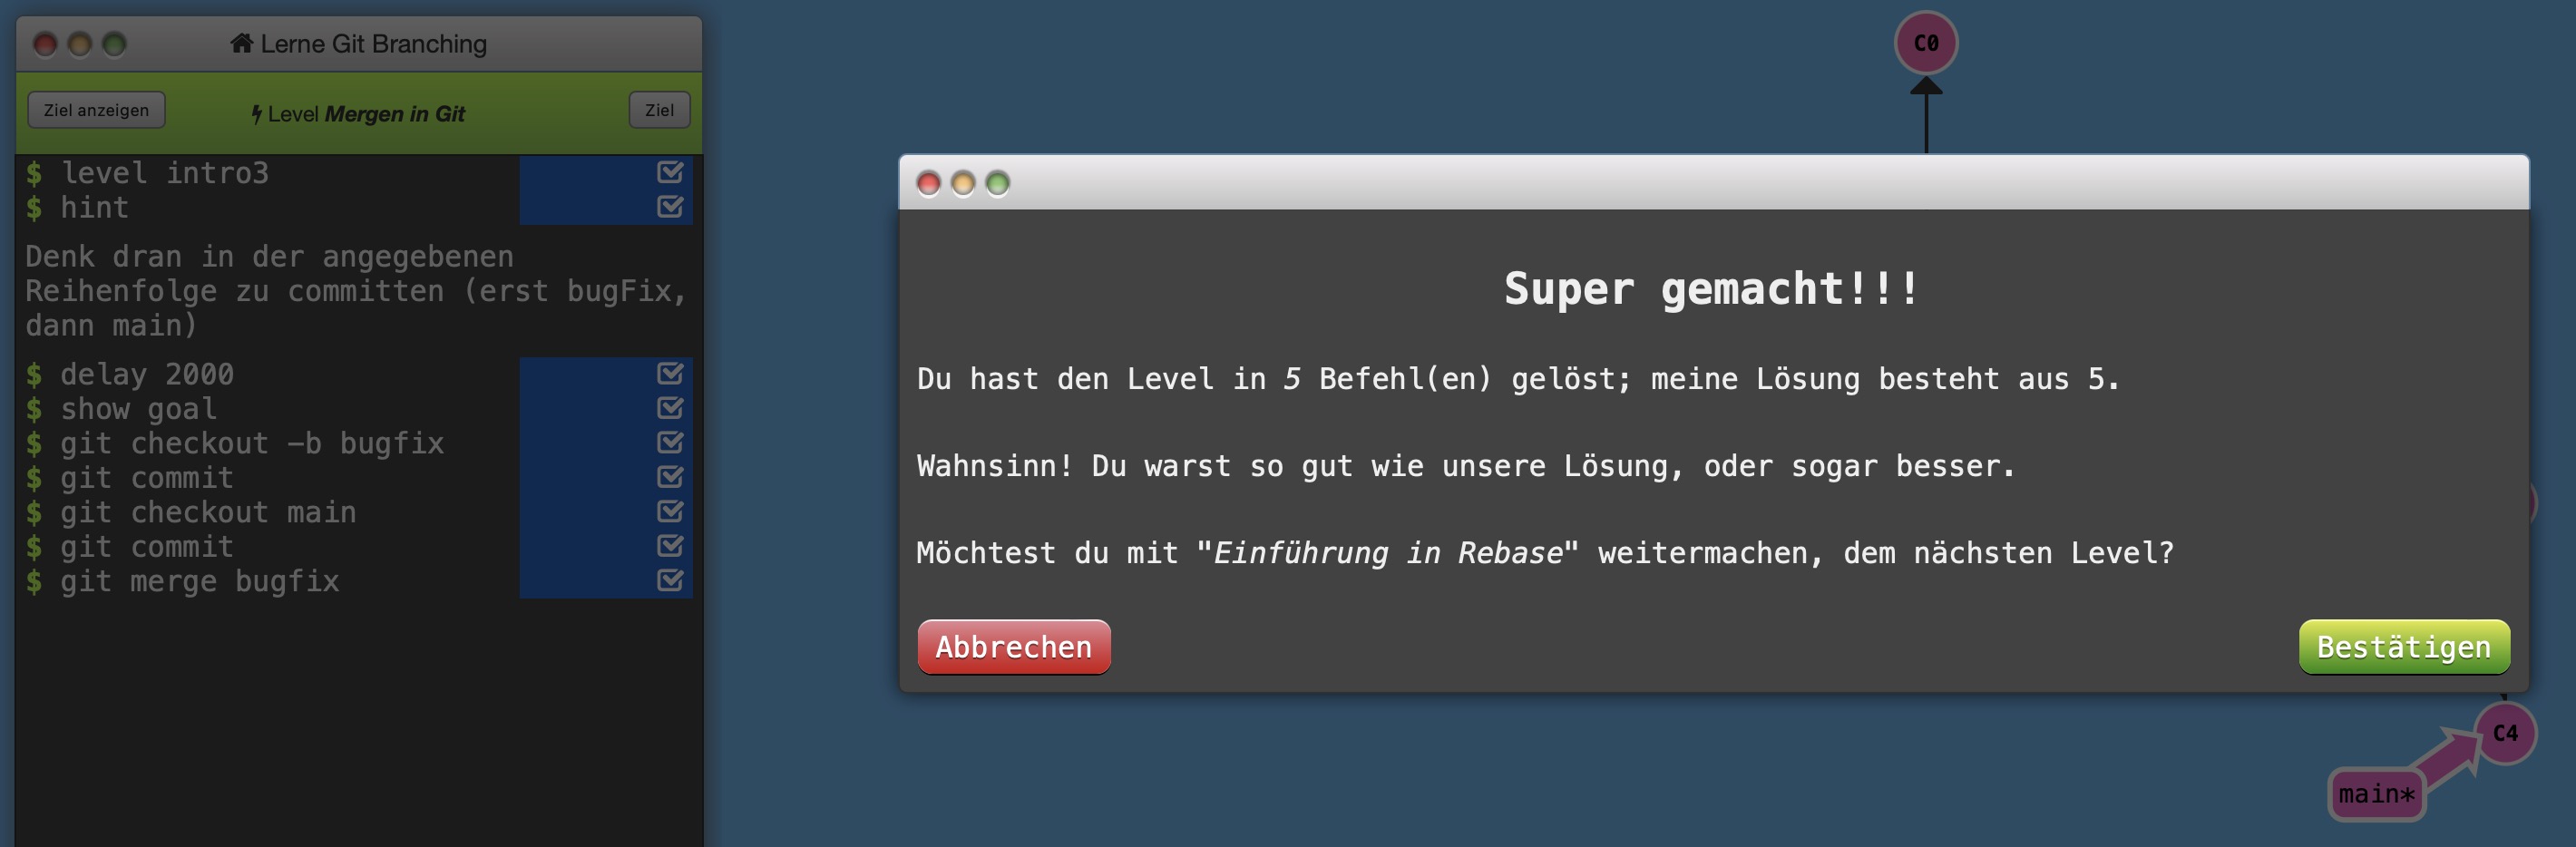 Lerne Git Branching
Ziel anzeigen
Level Mergen in Git
Ziel
$ level intro3
$ hint
Denk dran in der angegebenen
Reihenfolge zu committen (erst bugFix,
dann main)
$ delay 2000
$ show goal
$ git checkout -b bugfix
$ git commit
$ git checkout main
$ git commit
$ git merge bugfix
C0
Super gemacht!!!
Du hast den Level in 5 Befehl(en) gelöst; meine Lösung besteht aus 5.
Wahnsinn! Du warst so gut wie unsere Lösung, oder sogar besser.
Möchtest du mit "Einführung in Rebase" weitermachen, dem nächsten Level?
Abbrechen
Bestätigen
C4
main*